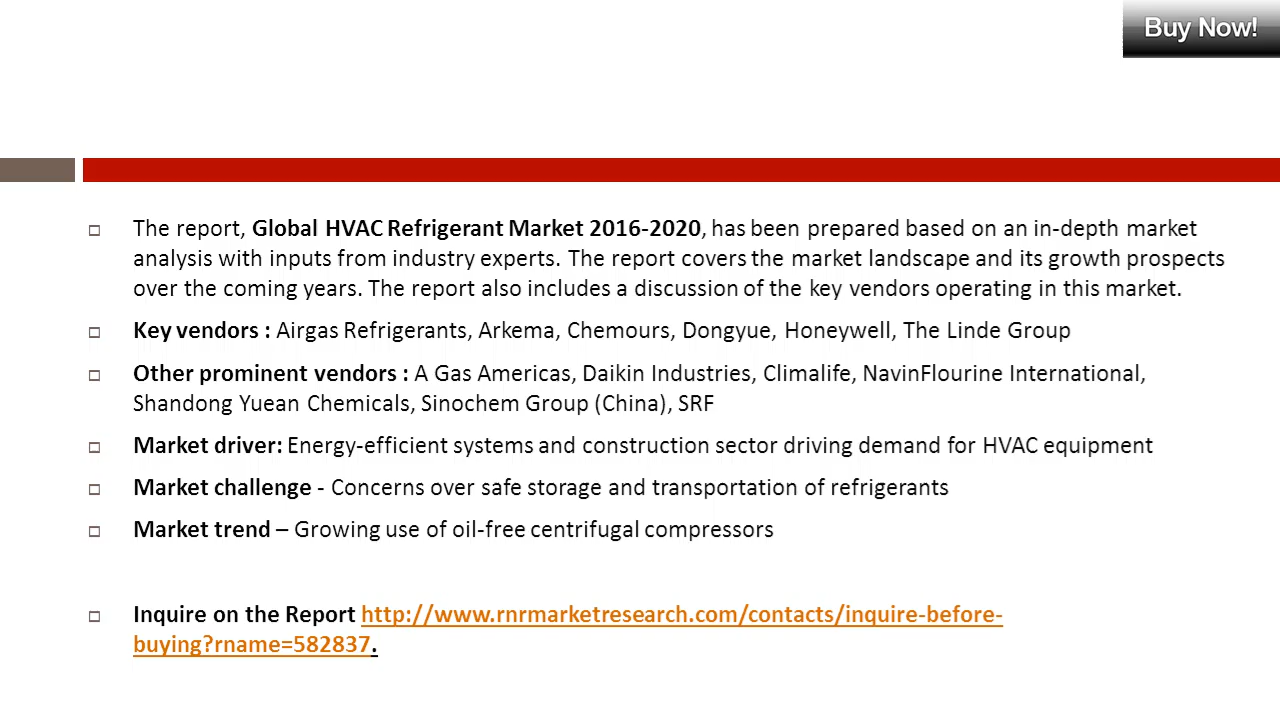 Buy Now!
The report, Global HVAC Refrigerant Market 2016-2020, has been prepared based on an in-depth market
analysis with inputs from industry experts. The report covers the market landscape and its growth prospects
over the coming years. The report also includes a discussion of the key vendors operating in this market.
Key vendors : Airgas Refrigerants, Arkema, Chemours, Dongyue, Honeywell, The Linde Group
Other prominent vendors : A Gas Americas, Daikin Industries, Climalife, NavinFlourine International,
Shandong Yuean Chemicals, Sinochem Group (China), SRF
Market driver: Energy-efficient systems and construction sector driving demand for HVAC equipment
Market challenge - Concerns over safe storage and transportation of refrigerants
Market trend – Growing use of oil-free centrifugal compressors
Inquire on the Report http://www.rnrmarketresearch.com/contacts/inquire-before-
buying?rname=582837.